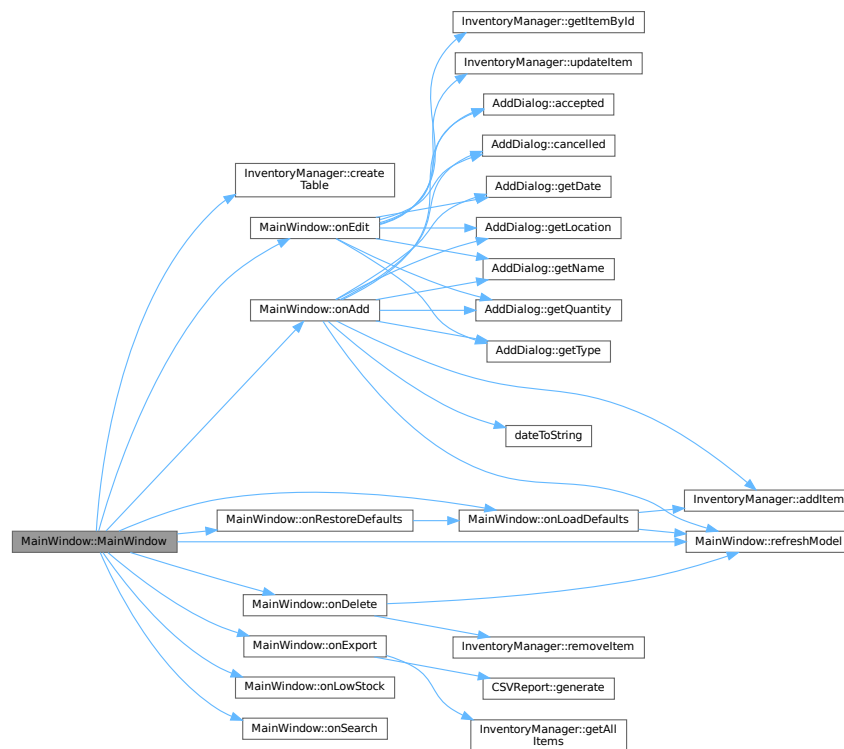 InventoryManager::getItemById
InventoryManager::updateItem
AddDialog::accepted
AddDialog::cancelled
InventoryManager::create
Table
AddDialog::getDate
MainWindow::onEdit
AddDialog::getLocation
AddDialog::getName
MainWindow::onAdd
AddDialog::getQuantity
AddDialog::getType
dateToString
InventoryManager::addItem
MainWindow::onRestoreDefaults
MainWindow::onLoadDefaults
MainWindow::MainWindow
MainWindow::refreshModel
MainWindow::onDelete
MainWindow::onExport
InventoryManager::removeItem
MainWindow::onLowStock
CSVReport::generate
MainWindow::onSearch
InventoryManager::getAll
Items